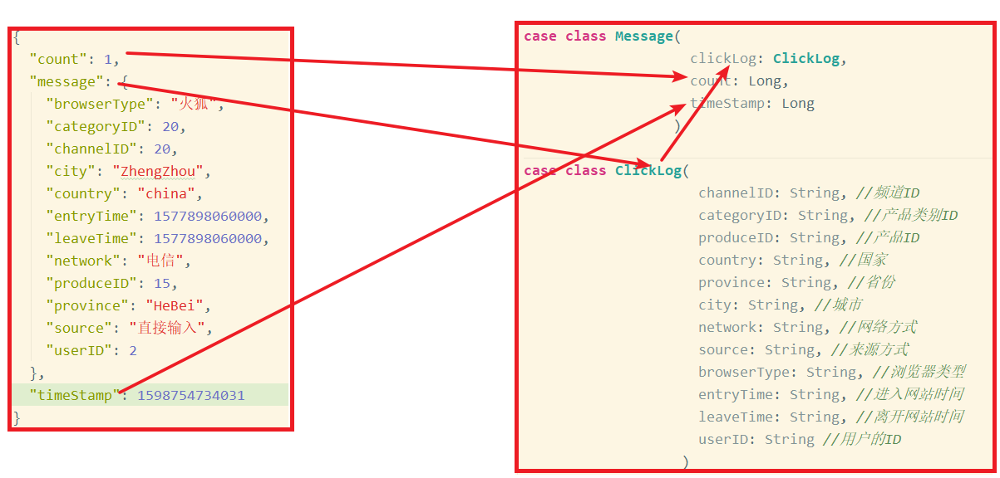 {
"count": 1,
"message": {
"browserType": "火狐",
"categoryID": 20,
"channelID": 20,
"city": "ZhengZhou",
"country": "china",
"entryTime": 1577898060000,
"leaveTime": 1577898060000,
"network": "电信",
"produceID": 15,
"province": "HeBei",
"source": "直接输入",
"userID": 2
},
"timeStamp": 1598754734031
}
case class Message(
clickLog: ClickLog,
count: Long,
timeStamp: Long
)
case class ClickLog(
channelID: String, //频道ID
categoryID: String, //产品类别ID
produceID: String, //产品ID
country: String, //国家
province: String, //省份
city: String, //城市
network: String, //网络方式
source: String, //来源方式
browserType: String, //浏览器类型
entryTime: String, //进入网站时间
leaveTime: String, //离开网站时间
userID: String //用户的ID
)